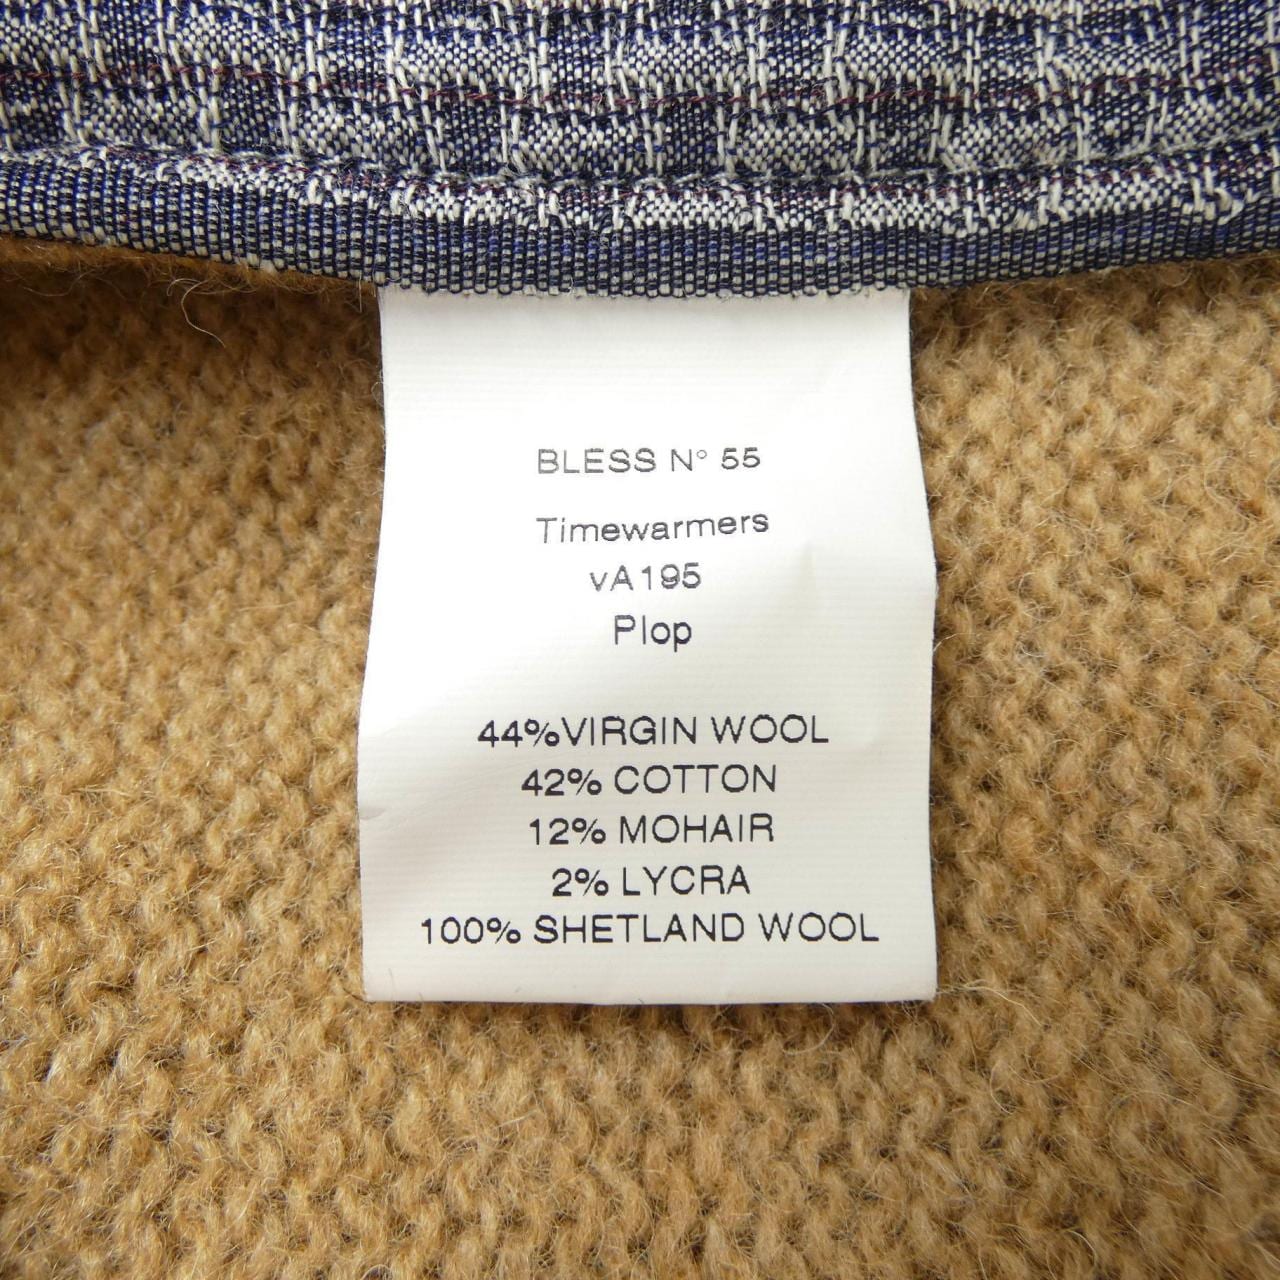 BLESS N° 55
Timewarmers
vA195
Plop
44%VIRGIN WOOL
42% COTTON
12% MOHAIR
2% LYCRA
100% SHETLAND WOOL